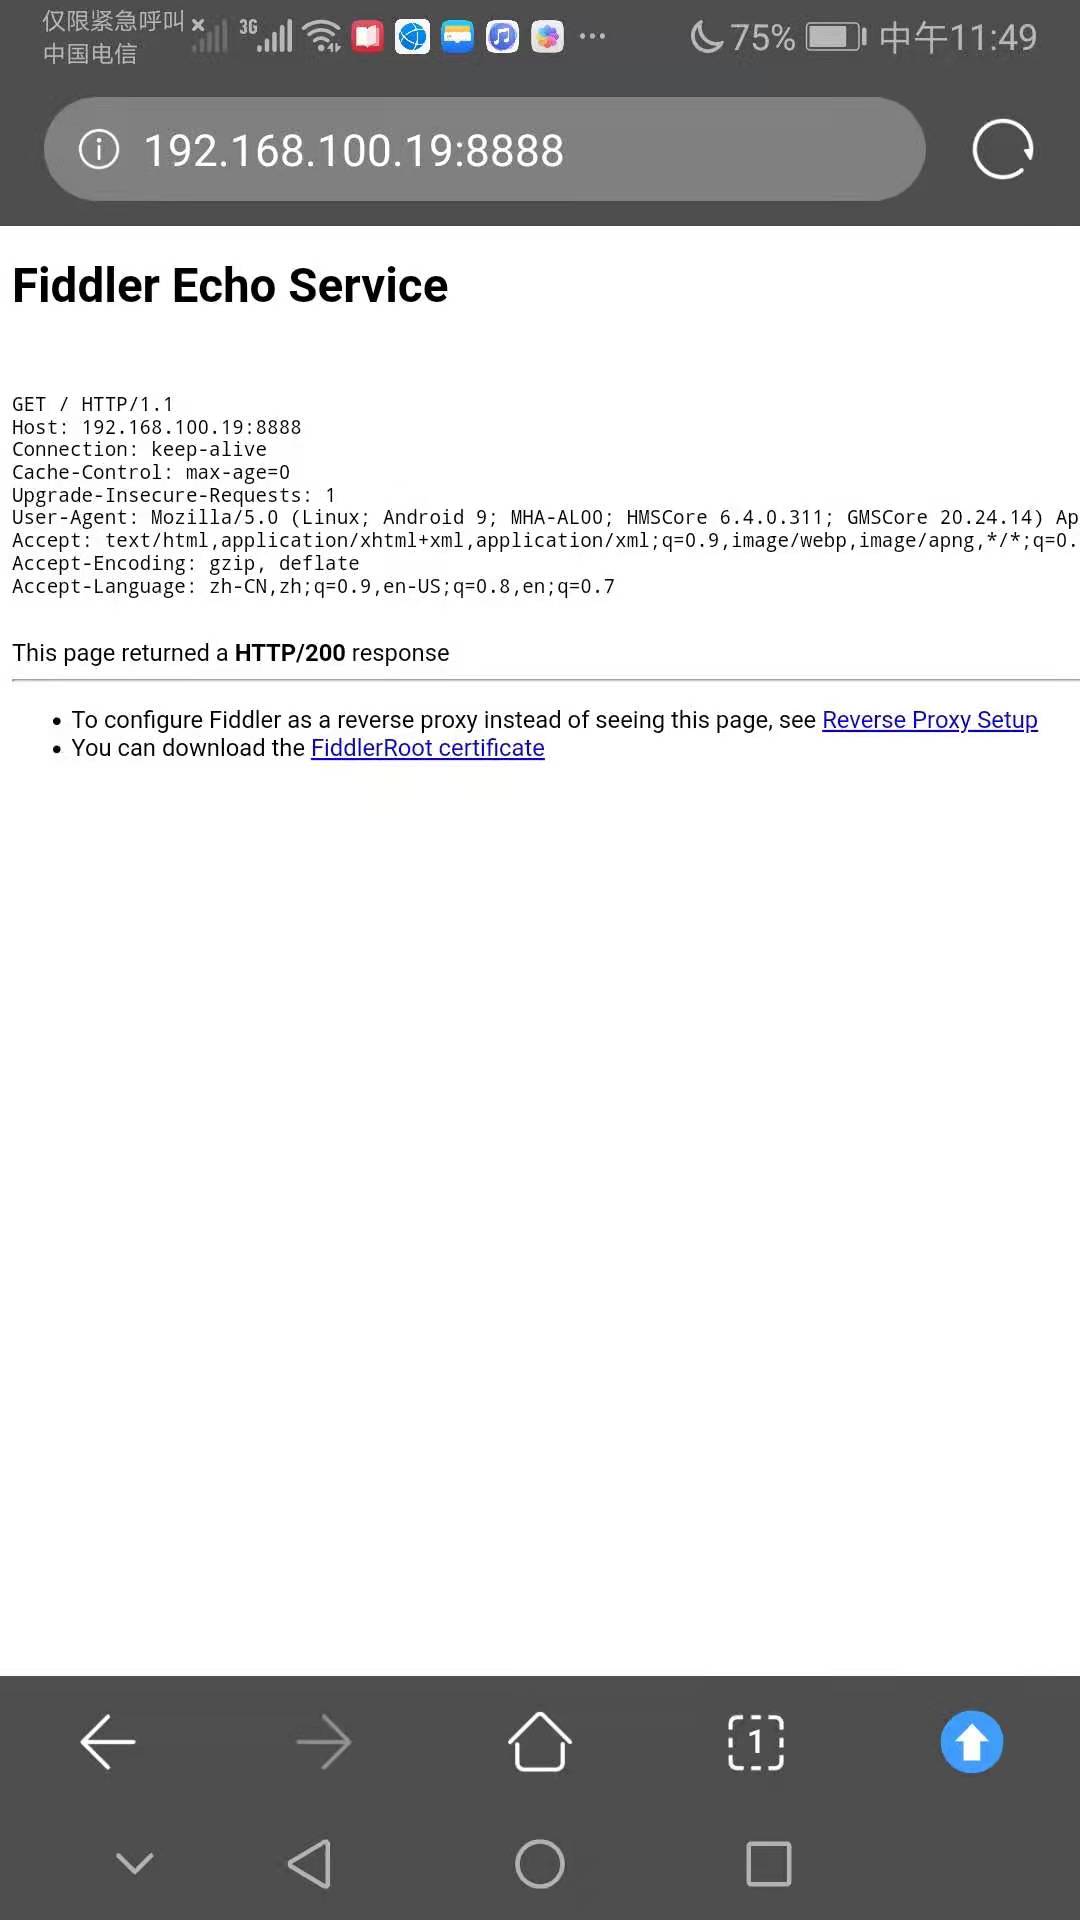 仅限紧急呼叫
中国电信
3G
75%
中午11:49
192.168.100.19:8888
Fiddler Echo Service
GET / HTTP/1.1
Host: 192.168.100.19:8888
Connection: keep-alive
Cache-Control: max-age=0
Upgrade-Insecure-Requests: 1
User-Agent: Mozilla/5.0 (Linux; Android 9; MHA-AL00; HMSCore 6.4.0.311; GMSCore 20.24.14) Ap
Accept: text/html,application/xhtml+xml,application/xml;q=0.9,image/webp,image/apng,*/*;q=0.
Accept-Encoding: gzip, deflate
Accept-Language: zh-CN,zh;q=0.9,en-US;q=0.8,en;q=0.7
This page returned a HTTP/200 response
• To configure Fiddler as a reverse proxy instead of seeing this page, see Reverse Proxy Setup
• You can download the FiddlerRoot certificate
1